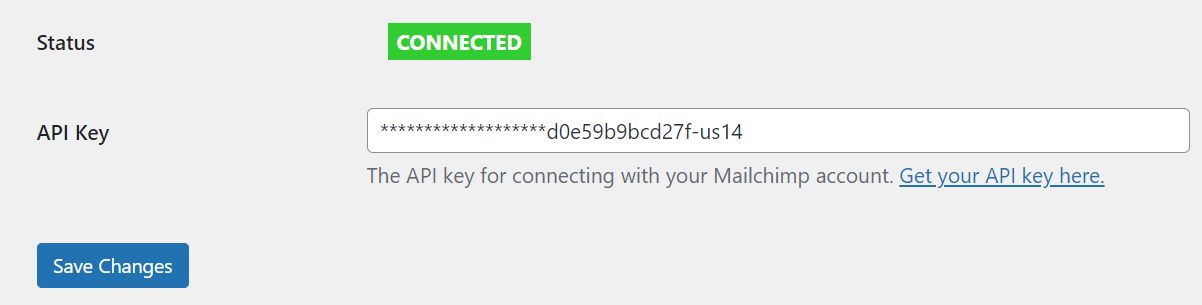 Status
CONNECTED
API Key
*******************d0e59b9bcd27f-us14
The API key for connecting with your Mailchimp account. Get your API key here.
Save Changes